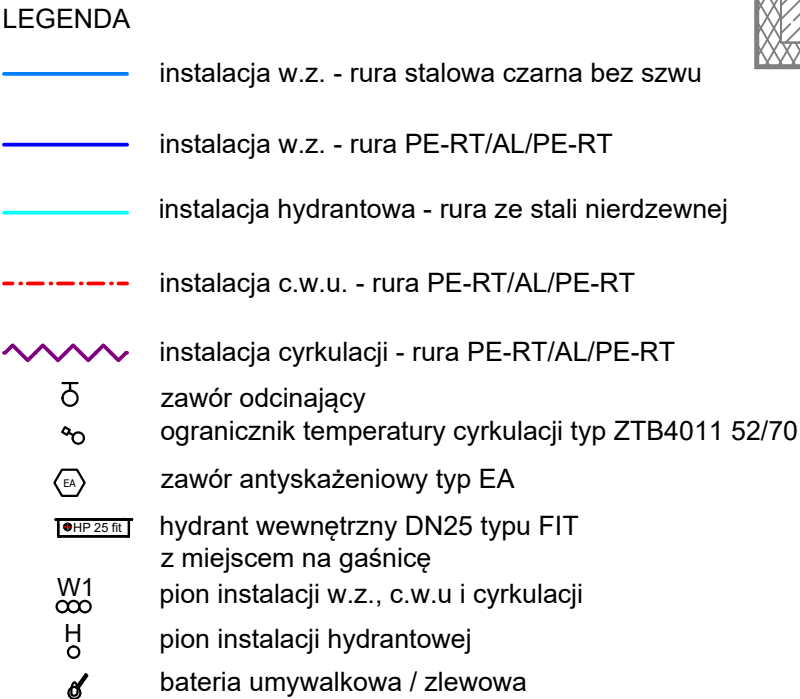 LEGENDA
instalacja w.z. - rura stalowa czarna bez szwu
instalacja w.z. - rura PE-RT/AL/PE-RT
instalacja hydrantowa - rura ze stali nierdzewnej
instalacja c.w.u. - rura PE-RT/AL/PE-RT
instalacja cyrkulacji - rura PE-RT/AL/PE-RT
zawór odcinający
ogranicznik temperatury cyrkulacji typ ZTB4011 52/70
EA zawór antyskażeniowy typ EA
HP 25 fit hydrant wewnętrzny DN25 typu FIT
z miejscem na gaśnicę
W1 pion instalacji w.z., c.w.u i cyrkulacji
H pion instalacji hydrantowej
bateria umywalkowa / zlewowa